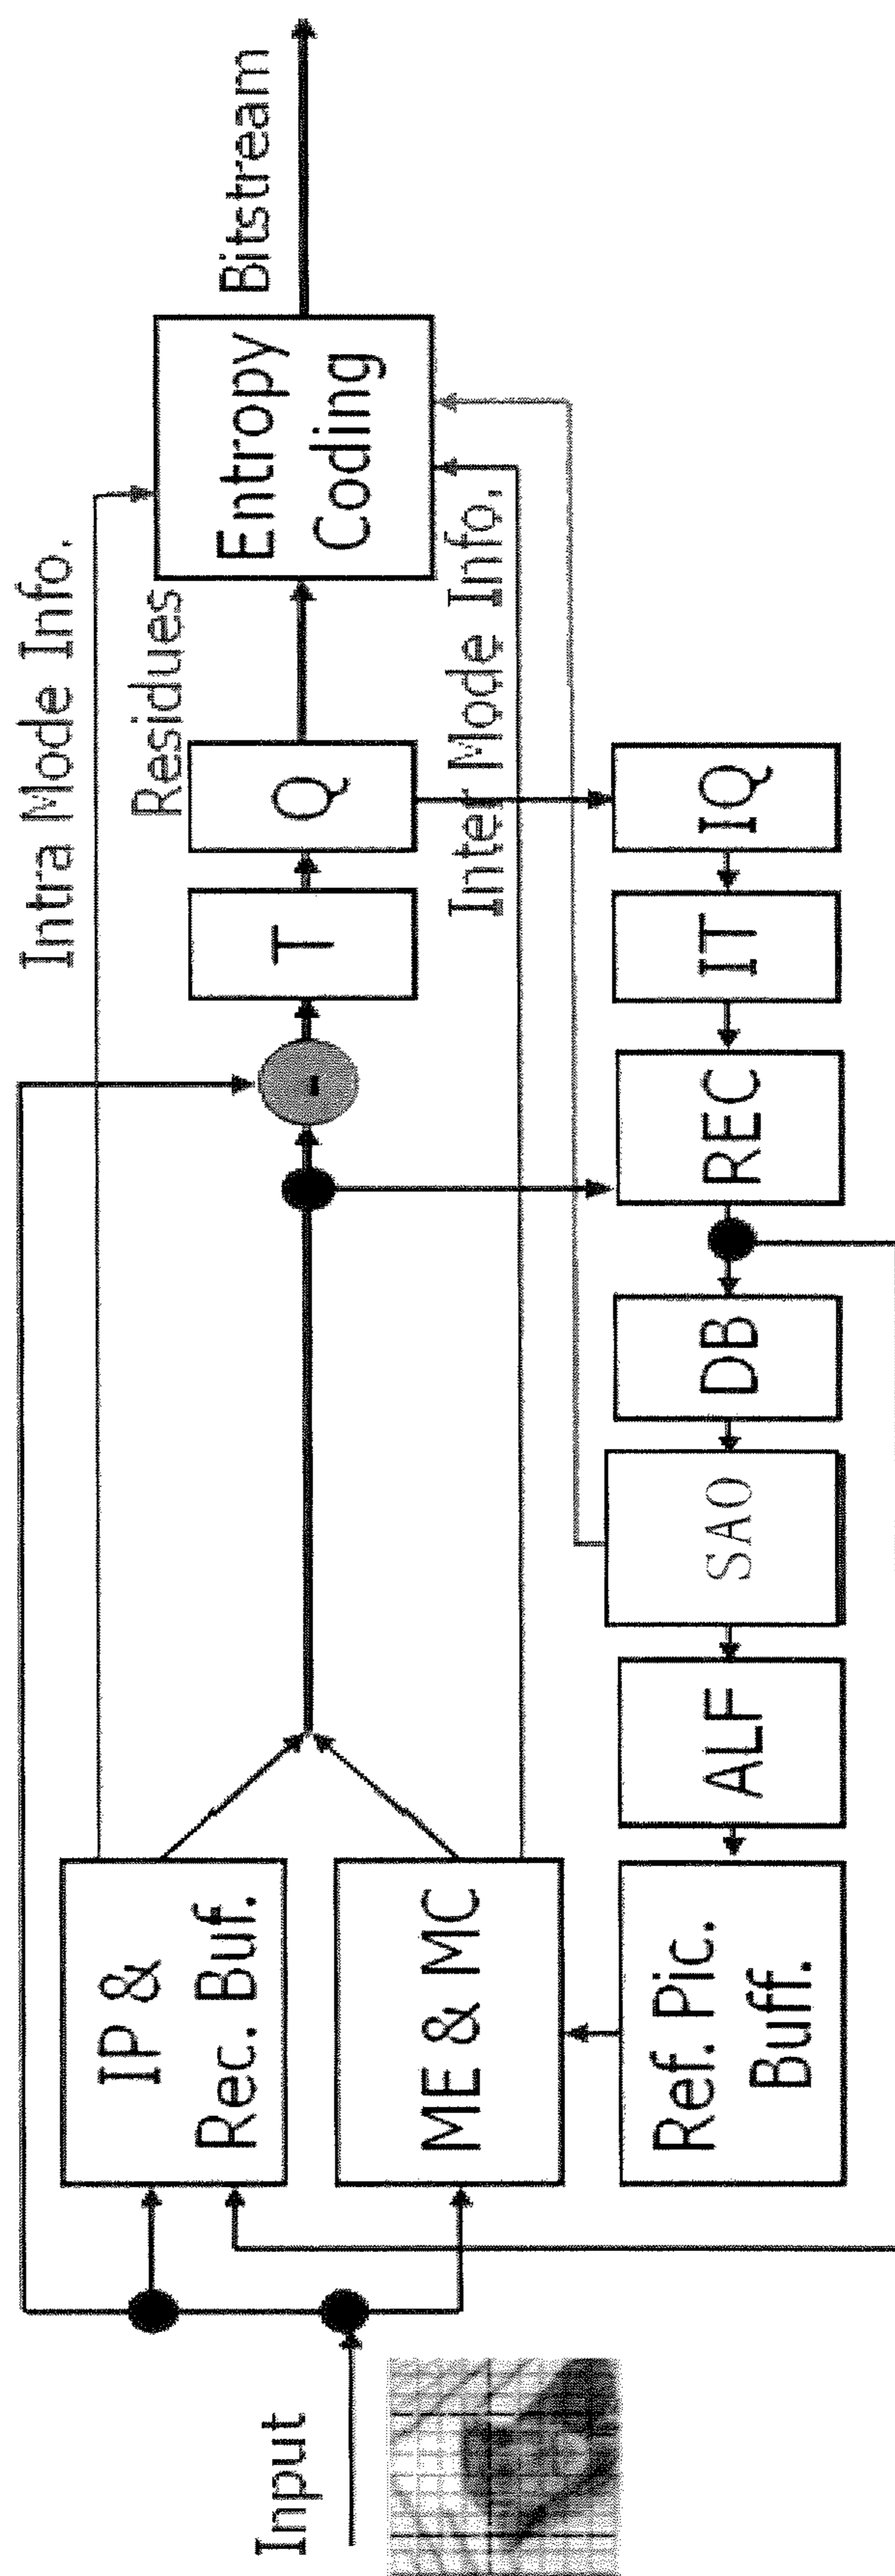 Intra Mode Info.
Input
IP &
Rec. Buf.
ME & MC
-
T
Q
Residues
Entropy
Coding
Bitstream
Inter Mode Info.
Ref. Pic.
Buff.
ALF
SAO
DB
REC
IT
IQ